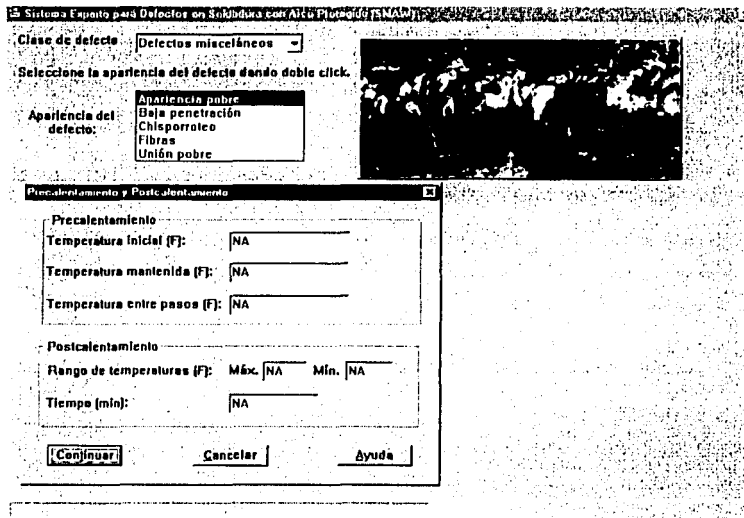 Sistema Experto para Defectos en Soldadura con Arco Protegido (SMAW)
Clase de defecto Defectos misceláneos
Seleccione la apariencia del defecto dando doble click.
Apariencia del defecto:
Apariencia pobre
Baja penetración
Chisporroteo
Fibras
Unión pobre
Precalentamiento y Postcalentamiento
Precalentamiento
Temperatura inicial (F): NA
Temperatura mantenida (F): NA
Temperatura entre pasos (F): NA
Postcalentamiento
Rango de temperaturas (F): Máx. NA Mín. NA
Tiempo (min): NA
Continuar Cancelar Ayuda